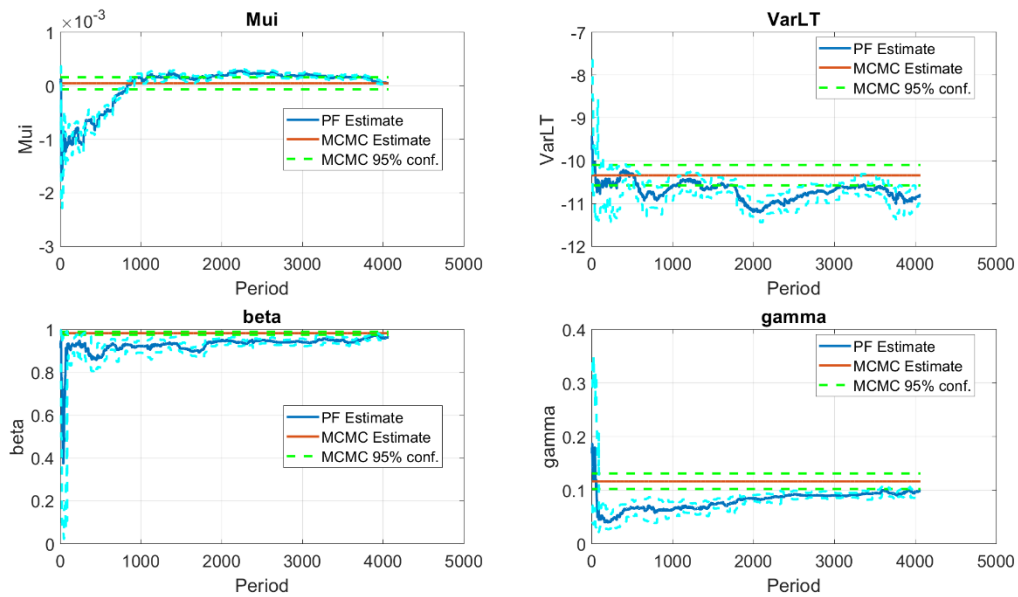 Mui
×10⁻³
1
0
-1
-2
-3
Mui
0 1000 2000 3000 4000 5000
Period
PF Estimate
MCMC Estimate
MCMC 95% conf.
VarLT
-7
-8
-9
-10
-11
-12
VarLT
0 1000 2000 3000 4000 5000
Period
PF Estimate
MCMC Estimate
MCMC 95% conf.
beta
1
0.8
0.6
0.4
0.2
0
beta
0 1000 2000 3000 4000 5000
Period
PF Estimate
MCMC Estimate
MCMC 95% conf.
gamma
0.4
0.3
0.2
0.1
0
gamma
0 1000 2000 3000 4000 5000
Period
PF Estimate
MCMC Estimate
MCMC 95% conf.